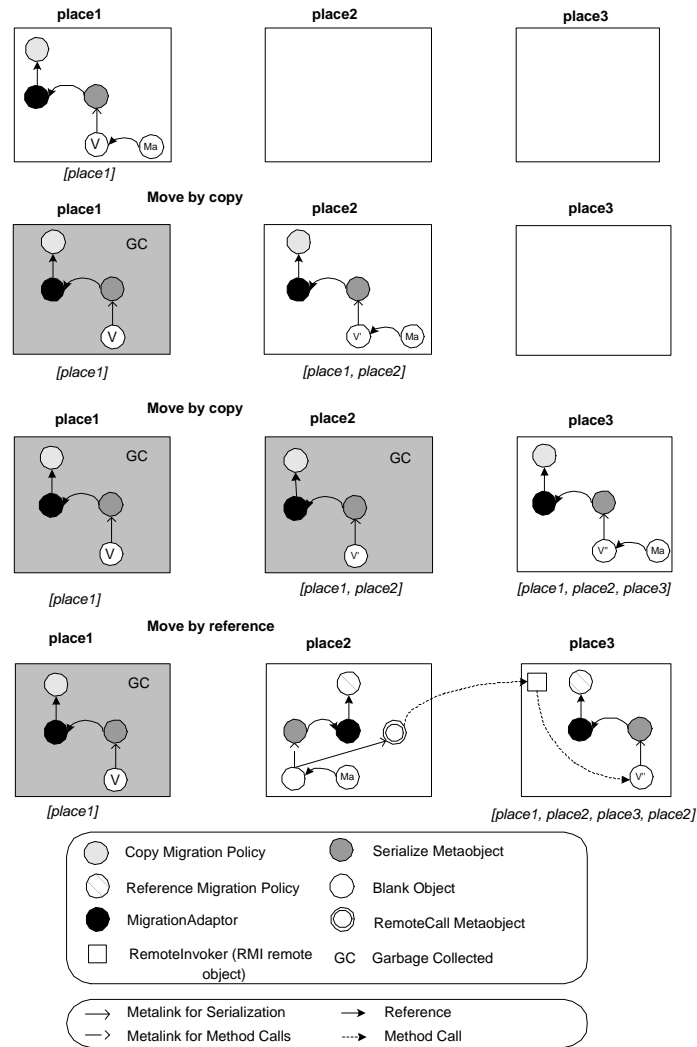 place1 place2 place3
V Ma
[place1]
Move by copy
place1 place2 place3
GC
V V' Ma
[place1] [place1, place2]
Move by copy
place1 place2 place3
GC GC
V V' V" Ma
[place1] [place1, place2] [place1, place2, place3]
Move by reference
place1 place2 place3
GC
V Ma V"
[place1] [place1, place2, place3, place2]
Copy Migration Policy Serialize Metaobject
Reference Migration Policy Blank Object
MigrationAdaptor RemoteCall Metaobject
RemoteInvoker (RMI remote GC Garbage Collected
object)
Metalink for Serialization Reference
Metalink for Method Calls Method Call